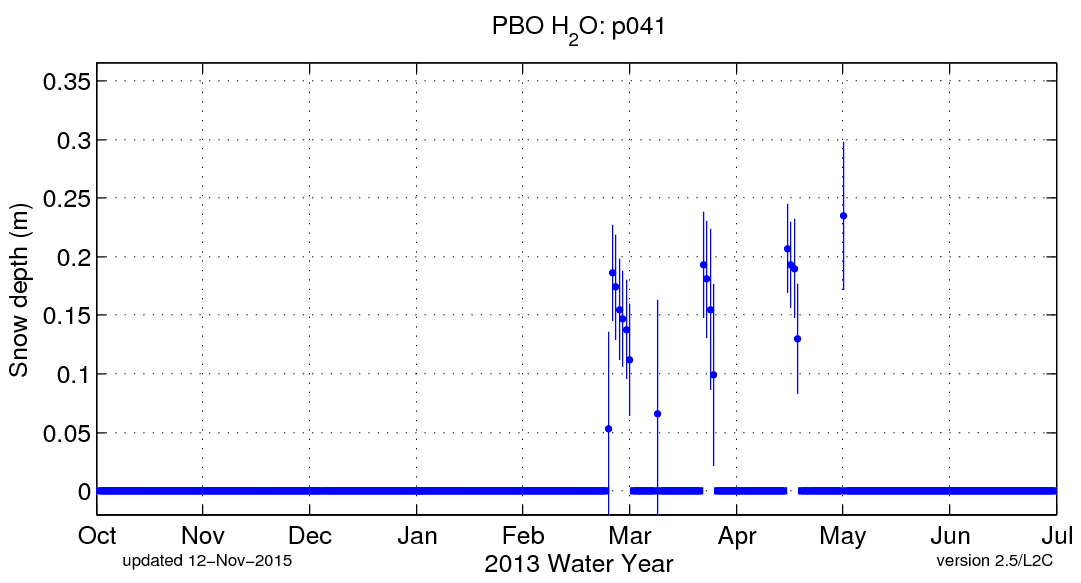 PBO H2O: p041
0.35
0.3
0.25
0.2
0.15
0.1
0.05
0
Snow depth (m)
Oct Nov Dec Jan Feb Mar Apr May Jun Jul
updated 12−Nov−2015 2013 Water Year version 2.5/L2C